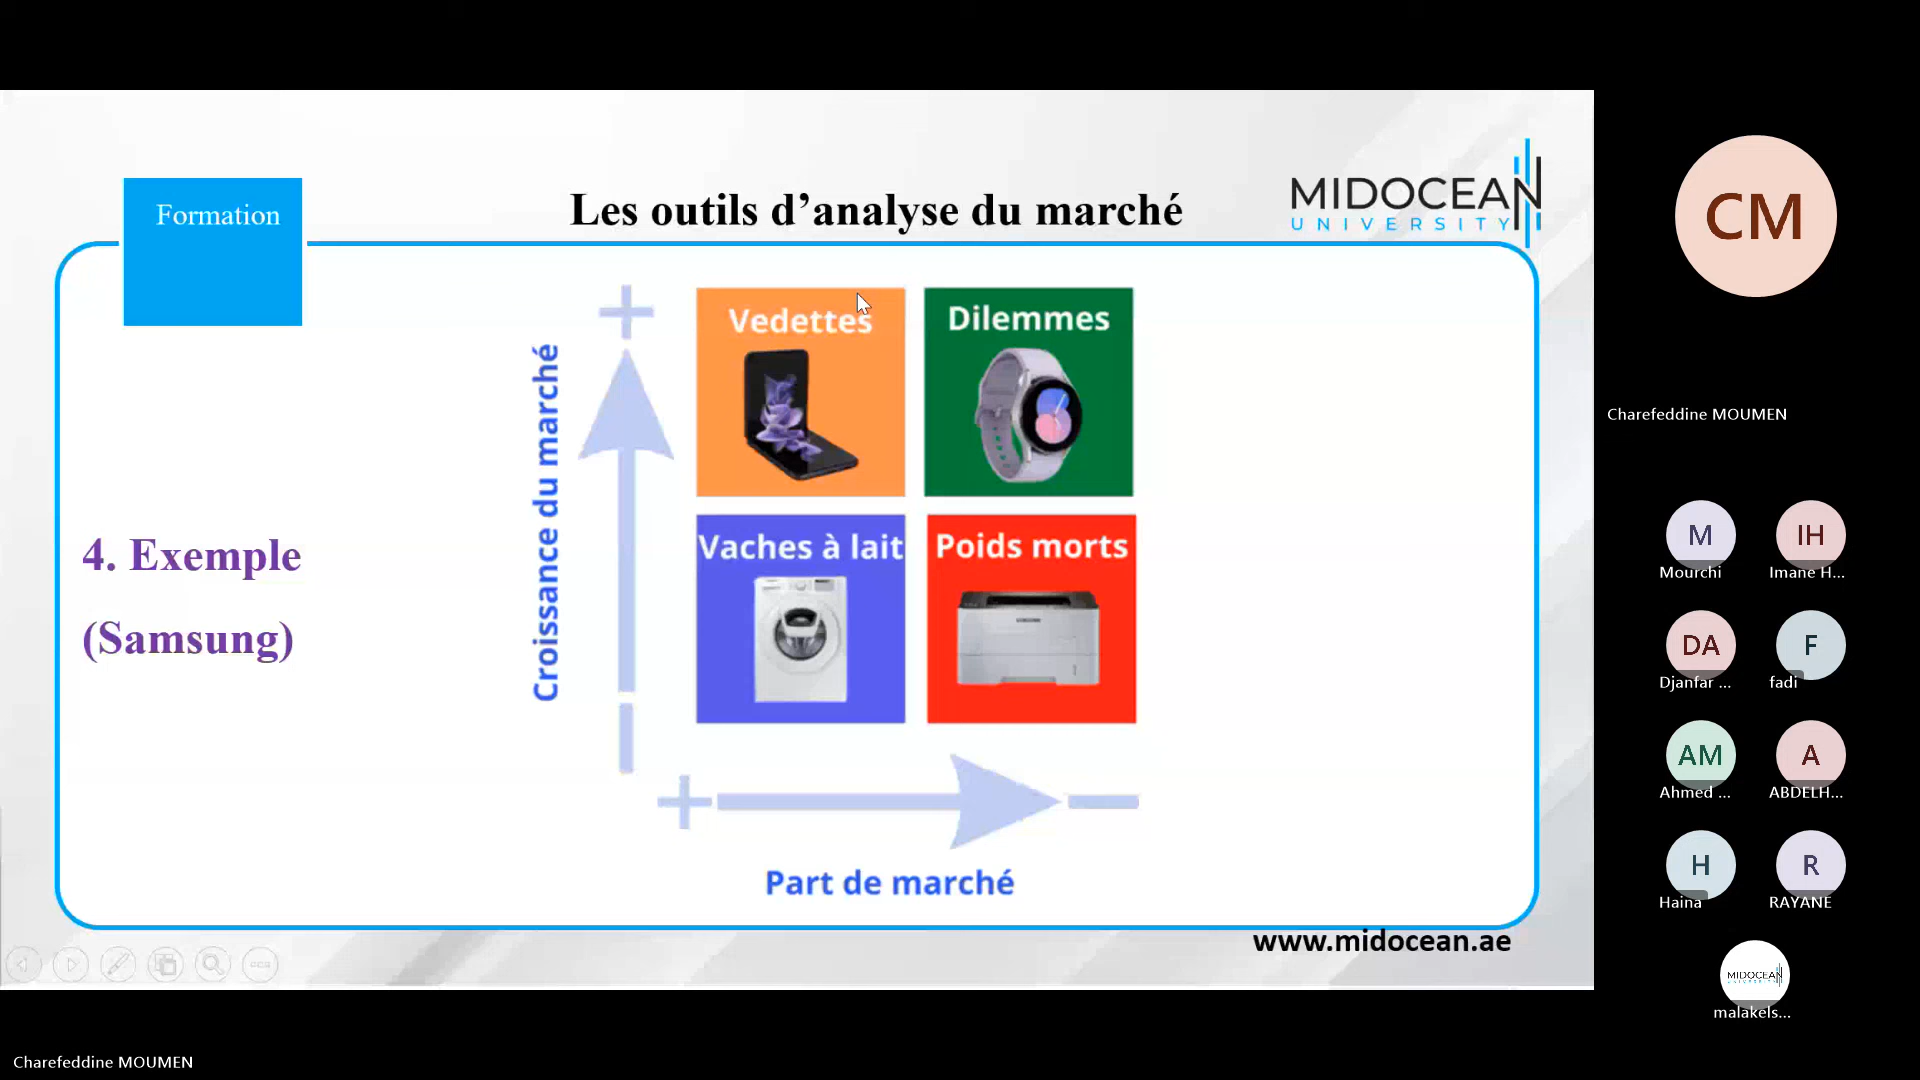 Formation
Les outils d’analyse du marché
MIDOCEAN
UNIVERSITY
4. Exemple
(Samsung)
Croissance du marché
Vedettes
Dilemmes
Vaches à lait
Poids morts
Part de marché
www.midocean.ae
CM
Charefeddine MOUMEN
M
IH
Mourchi
Imane H...
DA
F
Djanfar ...
fadi
AM
A
Ahmed ...
ABDELH...
H
R
Haina
RAYANE
MIDOCEAN
malakels...
Charefeddine MOUMEN